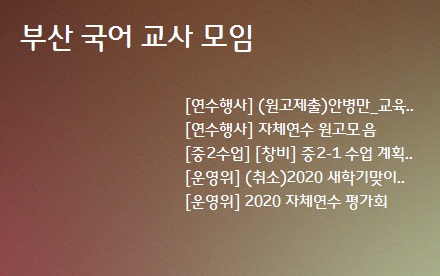 부산 국어 교사 모임
[연수행사] (원고제출)안병만_교육..
[연수행사] 자체연수 원고모음
[중2수업] [창비] 중2-1 수업 계획..
[운영위] (취소)2020 새학기맞이..
[운영위] 2020 자체연수 평가회